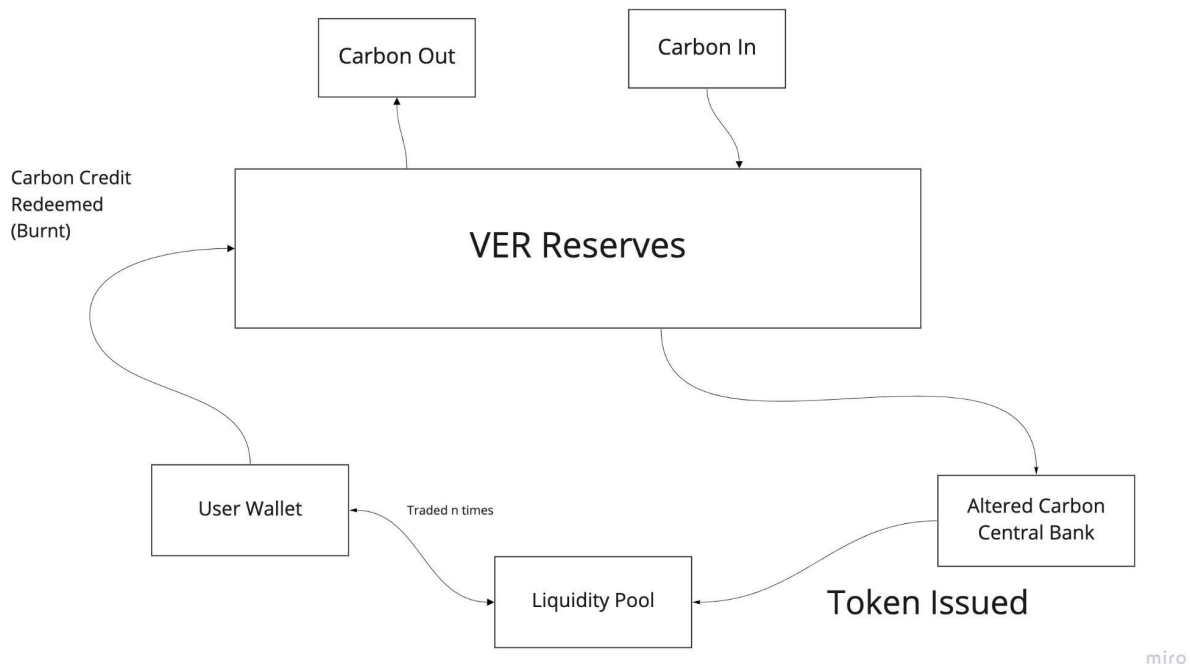 Carbon Out
Carbon In
Carbon Credit
Redeemed
(Burnt)
VER Reserves
User Wallet
Traded n times
Altered Carbon
Central Bank
Liquidity Pool
Token Issued
miro